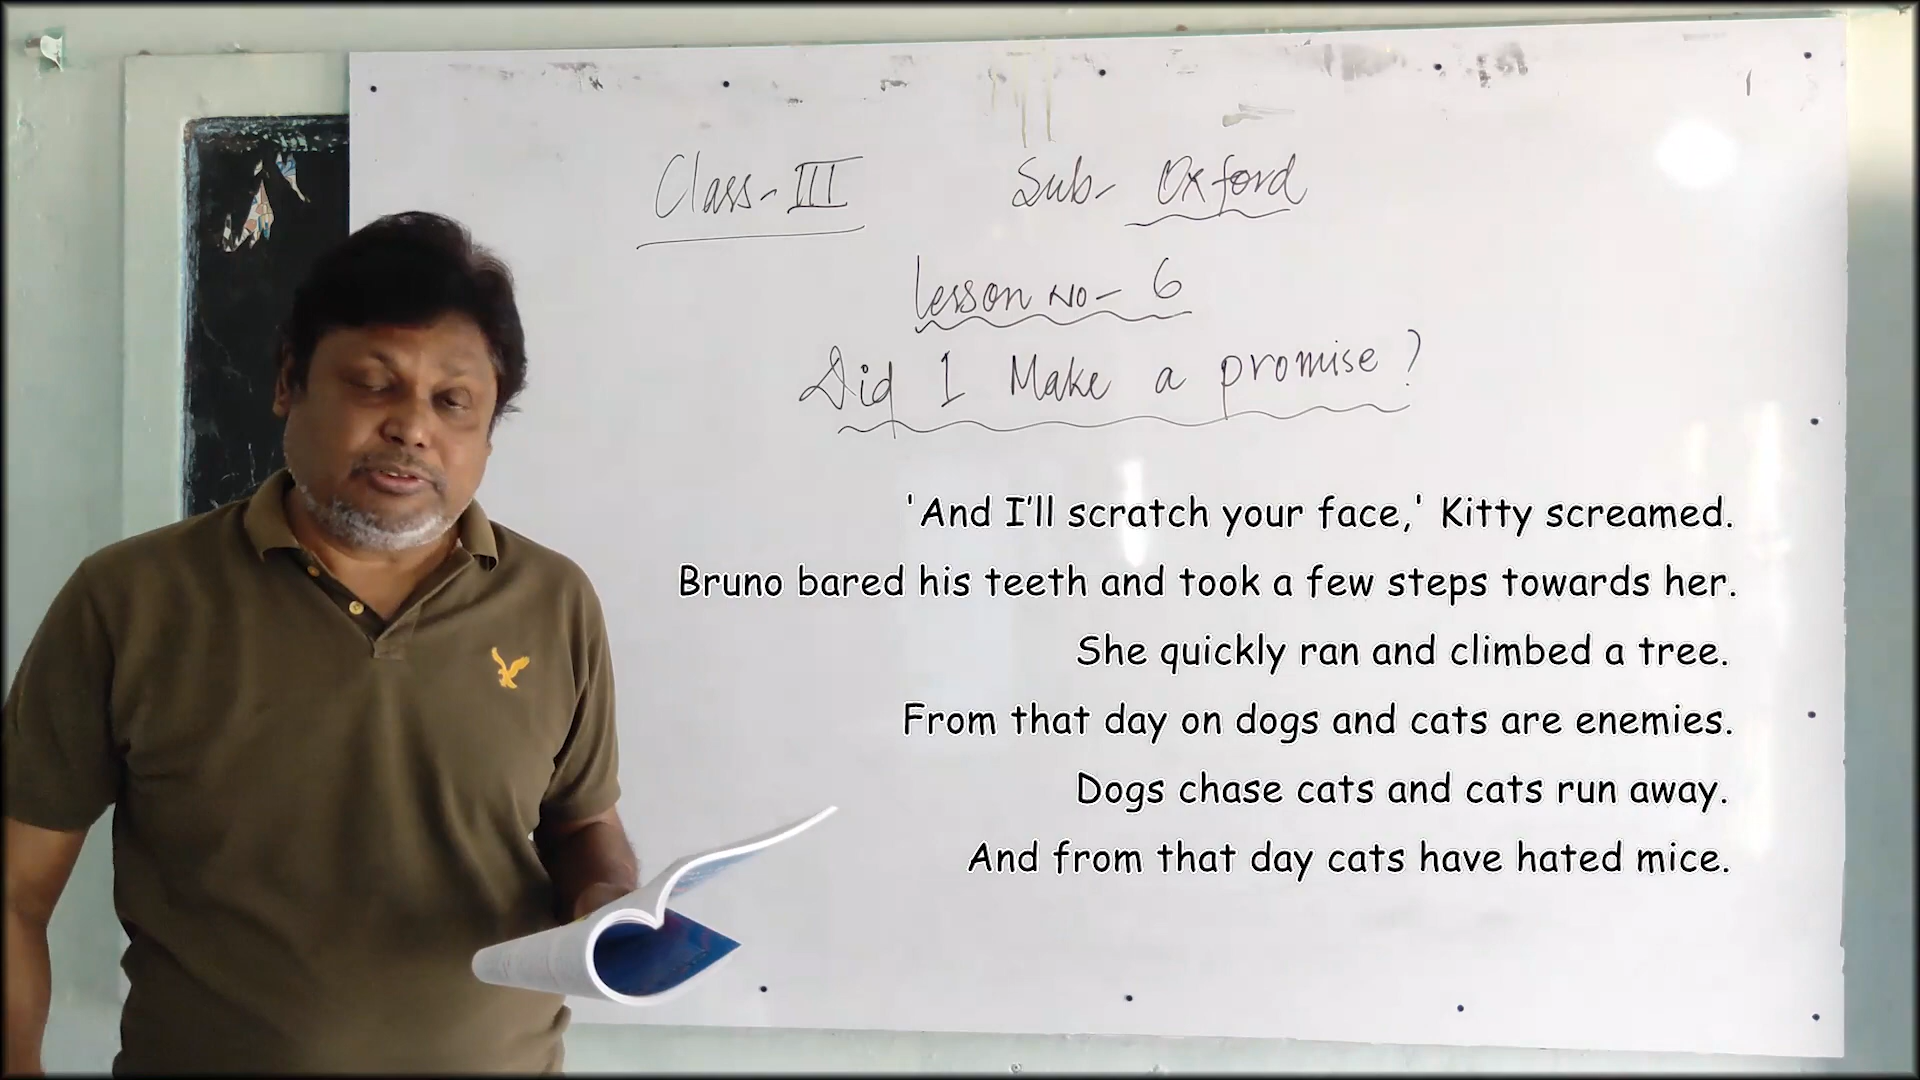 Class-III Sub- Oxford
Lesson No- 6
Did I Make a promise?
'And I'll scratch your face,' Kitty screamed.
Bruno bared his teeth and took a few steps towards her.
She quickly ran and climbed a tree.
From that day on dogs and cats are enemies.
Dogs chase cats and cats run away.
And from that day cats have hated mice.